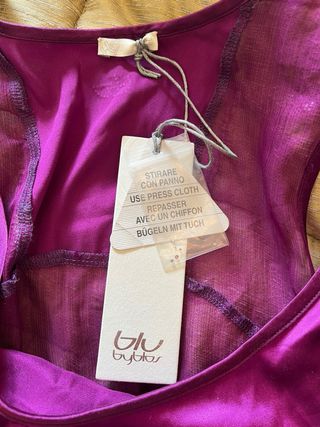 STIRARE
CON PANNO
USE PRESS CLOTH
REPASSER
AVEC UN CHIFFON
BÜGELN MIT TUCH
blu
byblos